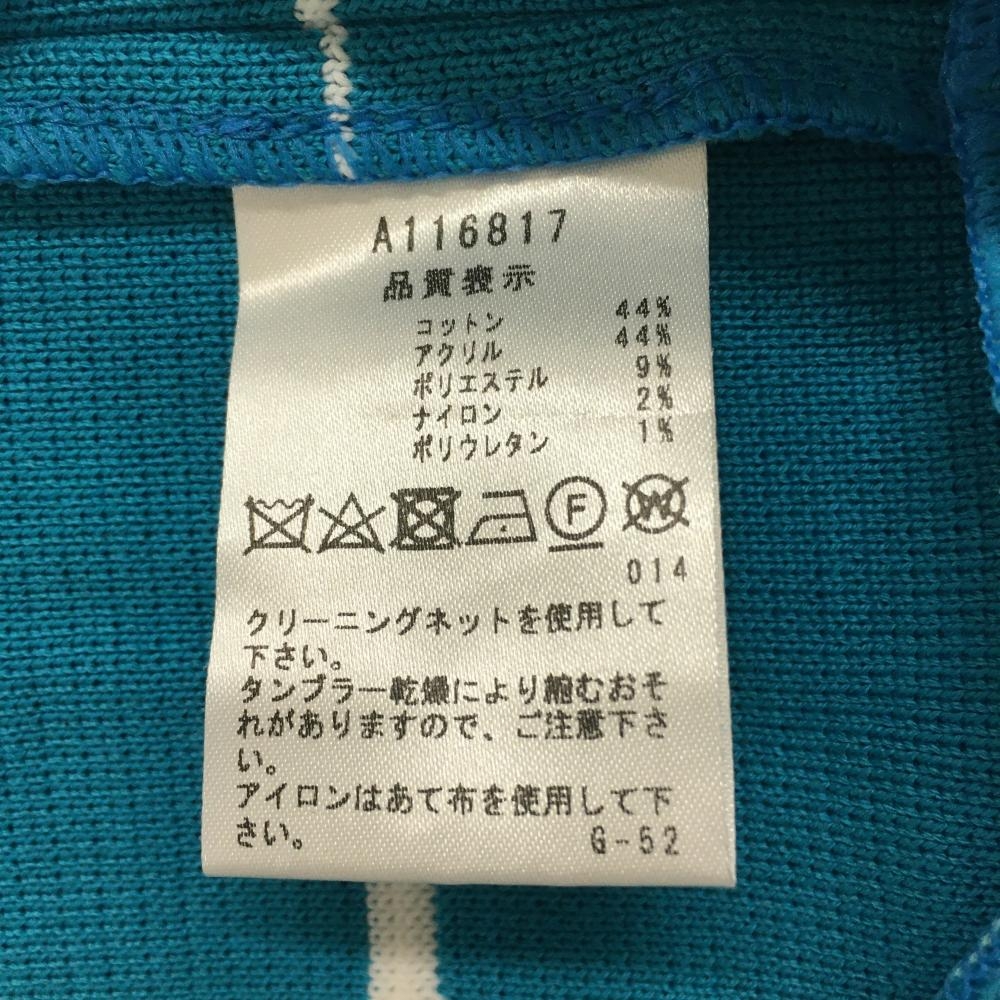 A116817
品質表示
コットン 44%
アクリル 44%
ポリエステル 9%
ナイロン 2%
ポリウレタン 1%
F W
014
クリーニングネットを使用して
下さい。
タンブラー乾燥により縮むおそ
れがありますので、ご注意下さ
い。
アイロンはあて布を使用して下
さい。 G-52